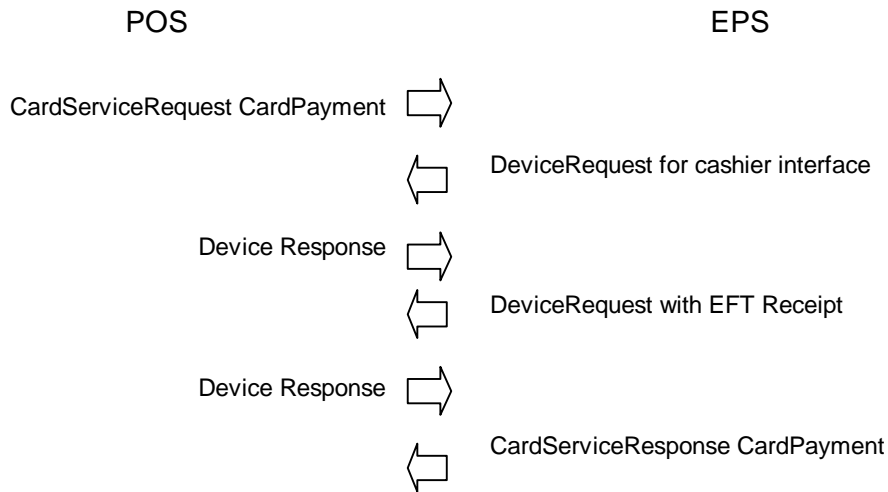 POS
EPS
CardServiceRequest CardPayment
DeviceRequest for cashier interface
Device Response
DeviceRequest with EFT Receipt
Device Response
CardServiceResponse CardPayment